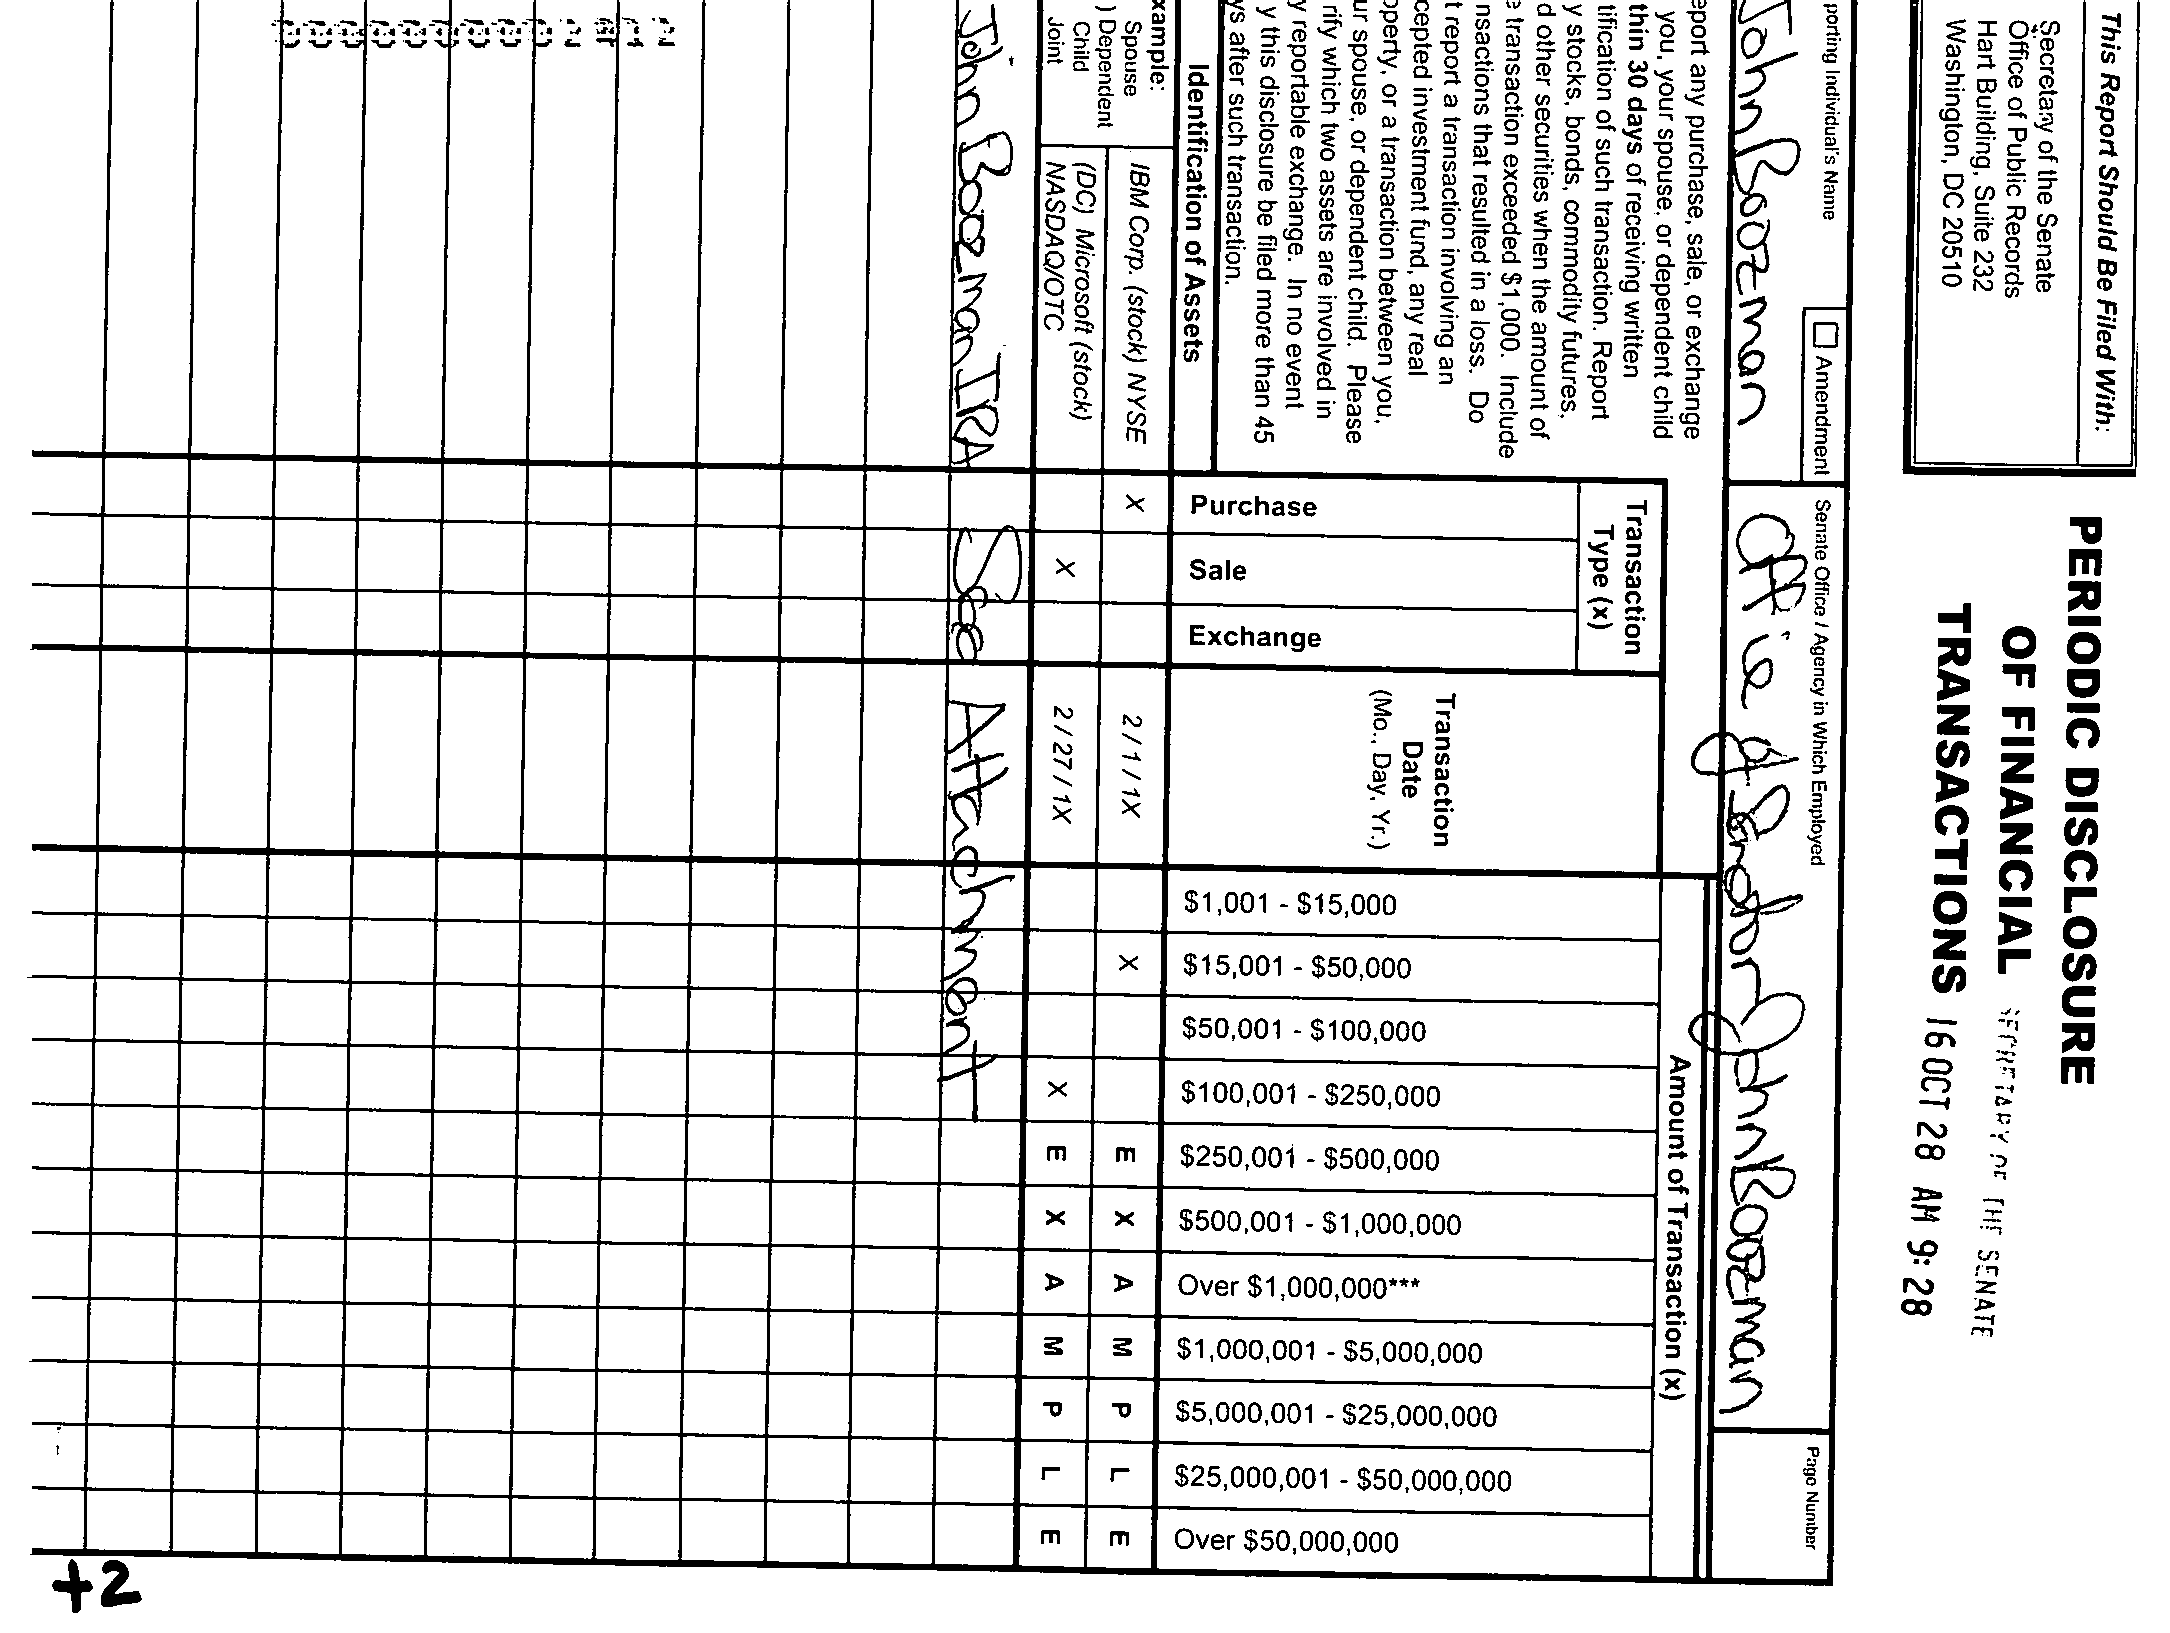 This Report Should Be Filed With:
Secretary of the Senate
Office of Public Records
Hart Building, Suite 232
Washington, DC 20510
PERIODIC DISCLOSURE
OF FINANCIAL
TRANSACTIONS
SECRETARY OF THE SENATE
16 OCT 28 AM 9:28
porting Individual's Name
Amendment
Senate Office / Agency in Which Employed
Page Number
John Boozman
Office of Senator John Boozman
eport any purchase, sale, or exchange
you, your spouse, or dependent child
thin 30 days of receiving written
tification of such transaction. Report
y stocks, bonds, commodity futures,
d other securities when the amount of
e transaction exceeded $1,000. Include
nsactions that resulted in a loss. Do
t report a transaction involving an
cepted investment fund, any real
operty, or a transaction between you,
ur spouse, or dependent child. Please
rify which two assets are involved in
y reportable exchange. In no event
y this disclosure be filed more than 45
ys after such transaction.
Identification of Assets
Transaction
Type (x)
Purchase
Sale
Exchange
Transaction
Date
(Mo., Day, Yr.)
Amount of Transaction (x)
$1,001 - $15,000
$15,001 - $50,000
$50,001 - $100,000
$100,001 - $250,000
$250,001 - $500,000
$500,001 - $1,000,000
Over $1,000,000***
$1,000,001 - $5,000,000
$5,000,001 - $25,000,000
$25,000,001 - $50,000,000
Over $50,000,000
xample:
Spouse
) Dependent
Child
Joint
IBM Corp. (stock) NYSE X 2 / 1 / 1X X E X A M P L E
(DC) Microsoft (stock)
NASDAQ/OTC X 2 / 27 / 1X X E X A M P L E
John Boozman IRA See Attachment
+2